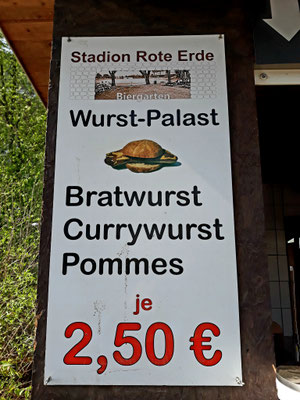 Stadion Rote Erde
Biergarten
Wurst-Palast
Bratwurst
Currywurst
Pommes
je
2,50 €